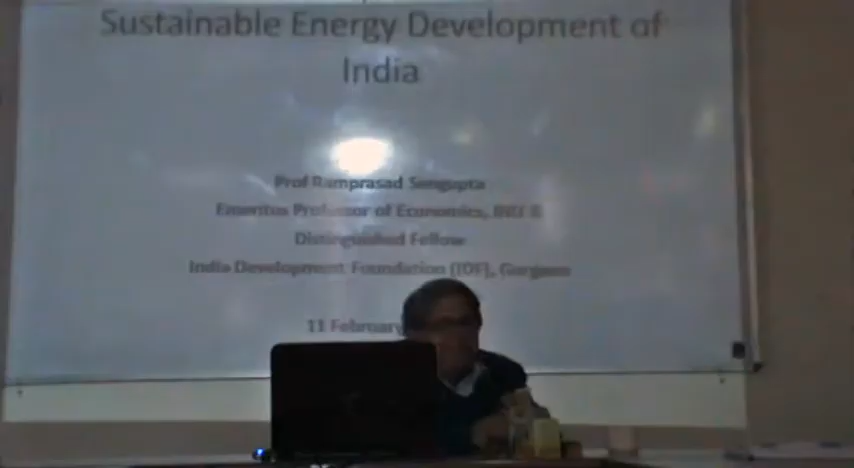 Sustainable Energy Development of
India
Prof Ramprasad Sengupta
Emeritus Professor of Economics,
Distinguished Fellow
India Development Foundation (IDF), Gurgaon
11 February